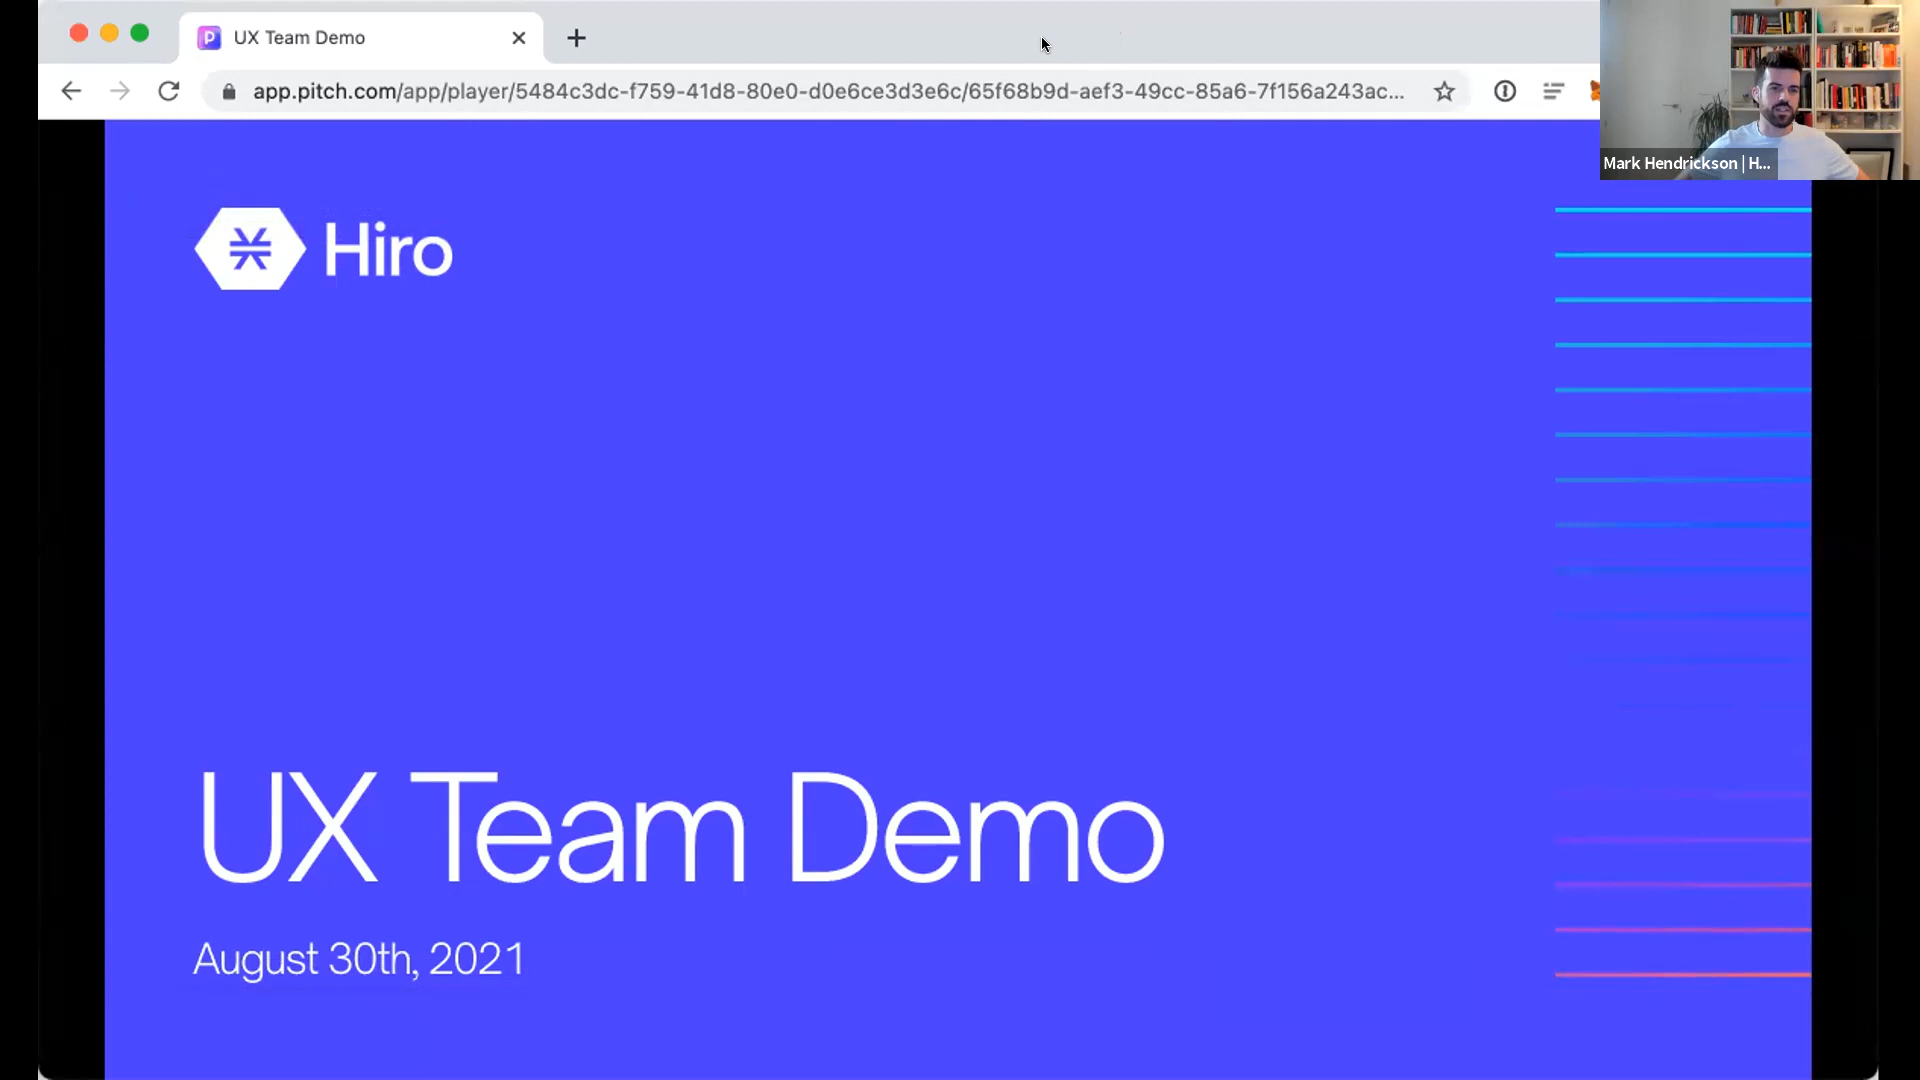 UX Team Demo
app.pitch.com/app/player/5484c3dc-f759-41d8-80e0-d0e6ce3d3e6c/65f68b9d-aef3-49cc-85a6-7f156a243ac...
Mark Hendrickson | H...
Hiro
UX Team Demo
August 30th, 2021